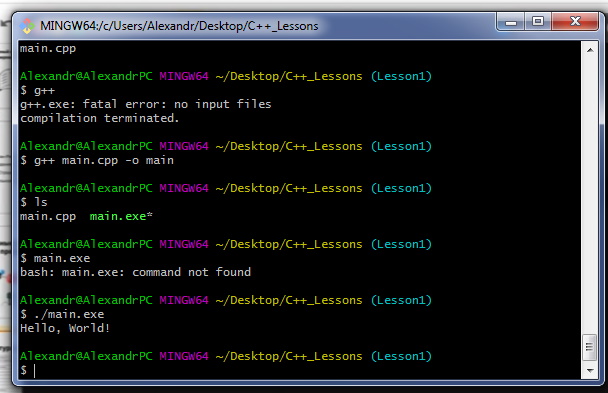 MINGW64:/c/Users/Alexandr/Desktop/C++_Lessons
main.cpp
Alexandr@AlexandrPC MINGW64 ~/Desktop/C++_Lessons (Lesson1)
$ g++
g++.exe: fatal error: no input files
compilation terminated.
Alexandr@AlexandrPC MINGW64 ~/Desktop/C++_Lessons (Lesson1)
$ g++ main.cpp -o main
Alexandr@AlexandrPC MINGW64 ~/Desktop/C++_Lessons (Lesson1)
$ ls
main.cpp  main.exe*
Alexandr@AlexandrPC MINGW64 ~/Desktop/C++_Lessons (Lesson1)
$ main.exe
bash: main.exe: command not found
Alexandr@AlexandrPC MINGW64 ~/Desktop/C++_Lessons (Lesson1)
$ ./main.exe
Hello, World!
Alexandr@AlexandrPC MINGW64 ~/Desktop/C++_Lessons (Lesson1)
$